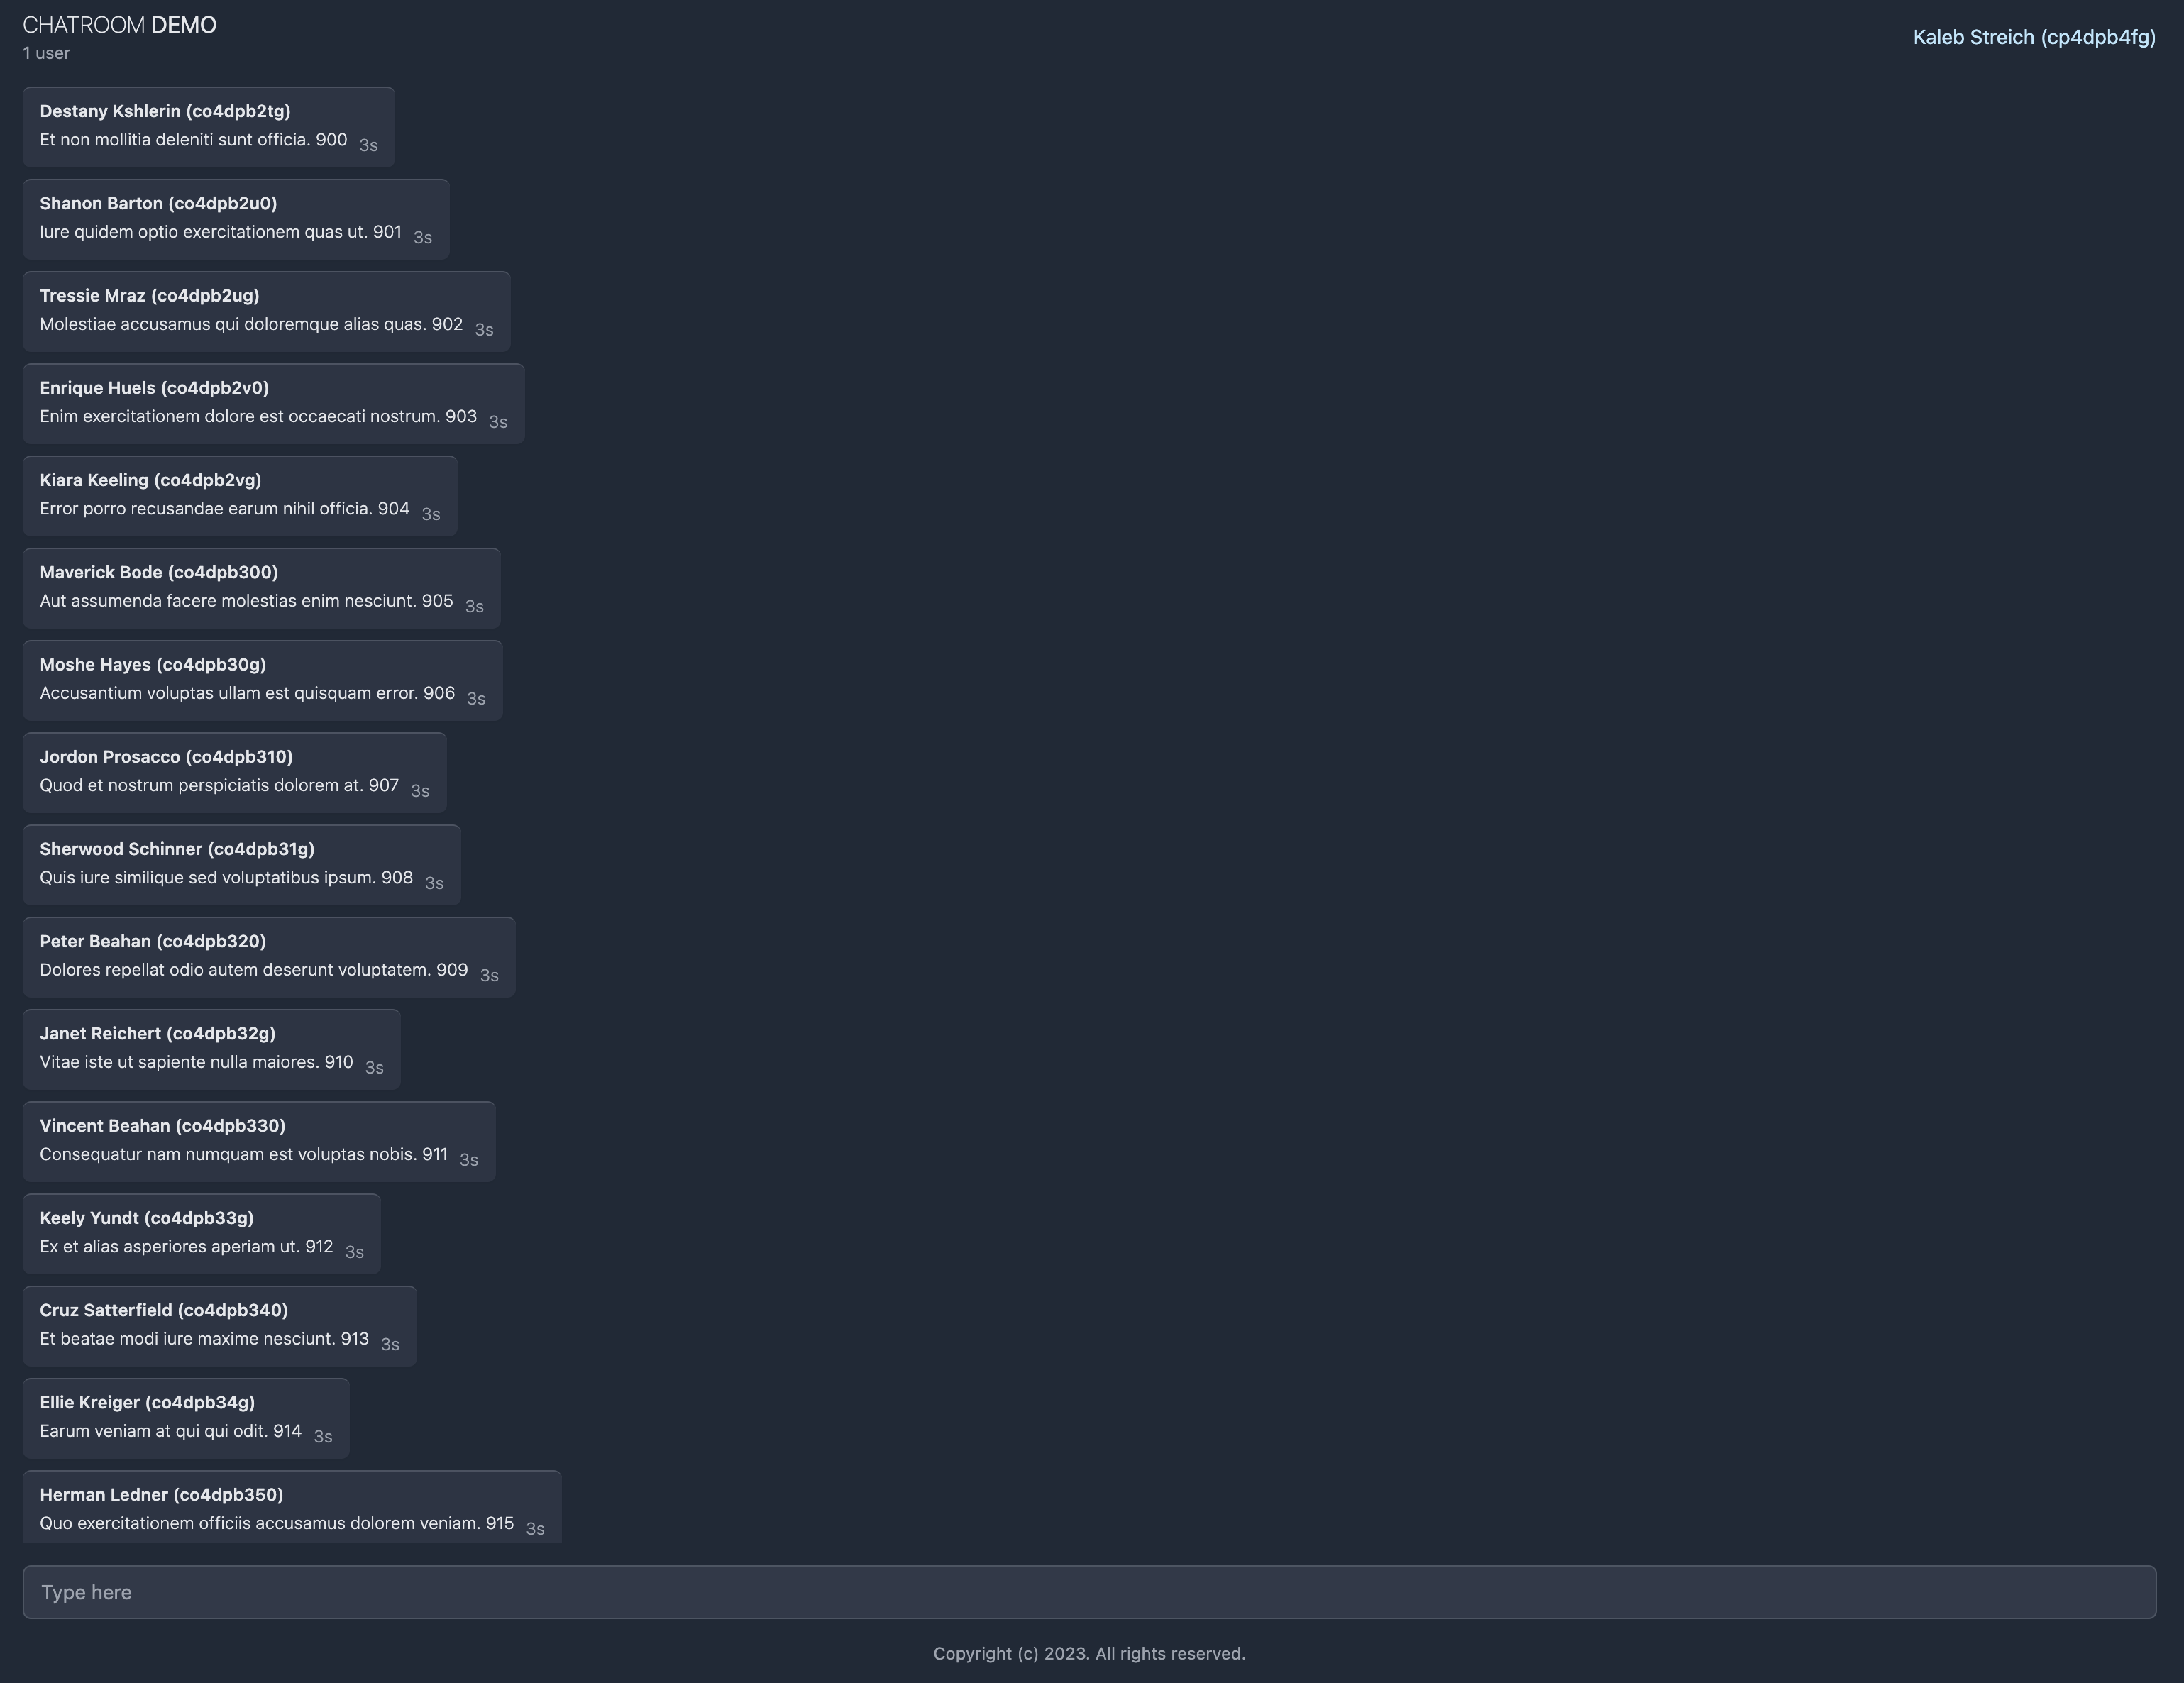 CHATROOM DEMO
1 user
Kaleb Streich (cp4dpb4fg)
Destany Kshlerin (co4dpb2tg)
Et non mollitia deleniti sunt officia. 900 3s
Shanon Barton (co4dpb2u0)
Iure quidem optio exercitationem quas ut. 901 3s
Tressie Mraz (co4dpb2ug)
Molestiae accusamus qui doloremque alias quas. 902 3s
Enrique Huels (co4dpb2v0)
Enim exercitationem dolore est occaecati nostrum. 903 3s
Kiara Keeling (co4dpb2vg)
Error porro recusandae earum nihil officia. 904 3s
Maverick Bode (co4dpb300)
Aut assumenda facere molestias enim nesciunt. 905 3s
Moshe Hayes (co4dpb30g)
Accusantium voluptas ullam est quisquam error. 906 3s
Jordon Prosacco (co4dpb310)
Quod et nostrum perspiciatis dolorem at. 907 3s
Sherwood Schinner (co4dpb31g)
Quis iure similique sed voluptatibus ipsum. 908 3s
Peter Beahan (co4dpb320)
Dolores repellat odio autem deserunt voluptatem. 909 3s
Janet Reichert (co4dpb32g)
Vitae iste ut sapiente nulla maiores. 910 3s
Vincent Beahan (co4dpb330)
Consequatur nam numquam est voluptas nobis. 911 3s
Keely Yundt (co4dpb33g)
Ex et alias asperiores aperiam ut. 912 3s
Cruz Satterfield (co4dpb340)
Et beatae modi iure maxime nesciunt. 913 3s
Ellie Kreiger (co4dpb34g)
Earum veniam at qui qui odit. 914 3s
Herman Ledner (co4dpb350)
Quo exercitationem officiis accusamus dolorem veniam. 915 3s
Type here
Copyright (c) 2023. All rights reserved.